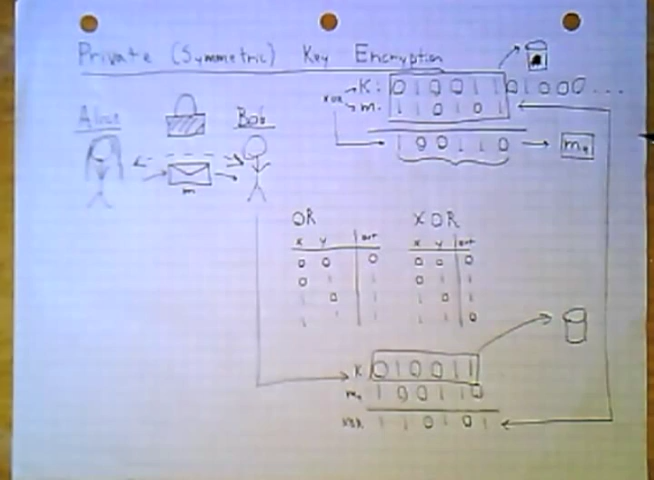 Private (Symmetric) Key Encryption
K: 0 1 0 0 1 1 0 1 0 0 0 ...
XOR
m: 1 1 0 1 0 1
Alice Bob
1 0 0 1 1 0
m
OR XOR
x y out x y out
0 0 0 0 0 0
0 1 1 0 1 1
1 0 1 1 0 1
1 1 1 1 1 0
K 0 1 0 0 1 1
1 0 0 1 1 0
XOR 1 1 0 1 0 1